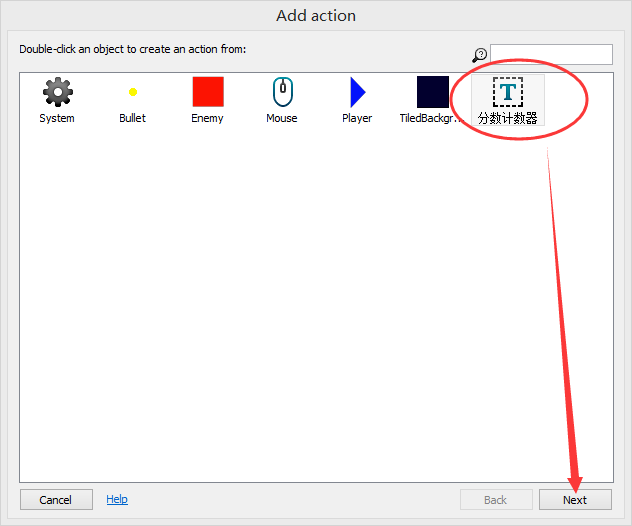 Add action
Double-click an object to create an action from:
System
Bullet
Enemy
Mouse
Player
TiledBackgr...
T
分数计数器
Cancel
Help
Back
Next